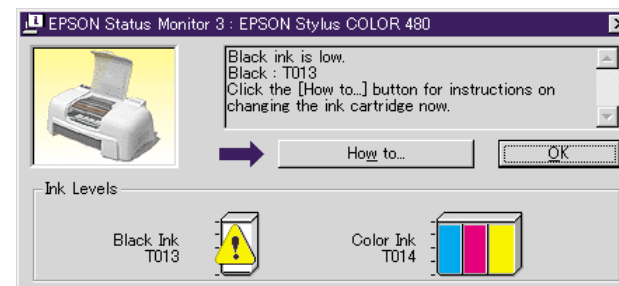 EPSON Status Monitor 3 : EPSON Stylus COLOR 480
Black ink is low.
Black : T013
Click the [How to...] button for instructions on
changing the ink cartridge now.
How to...
OK
Ink Levels
Black Ink
T013
Color Ink
T014